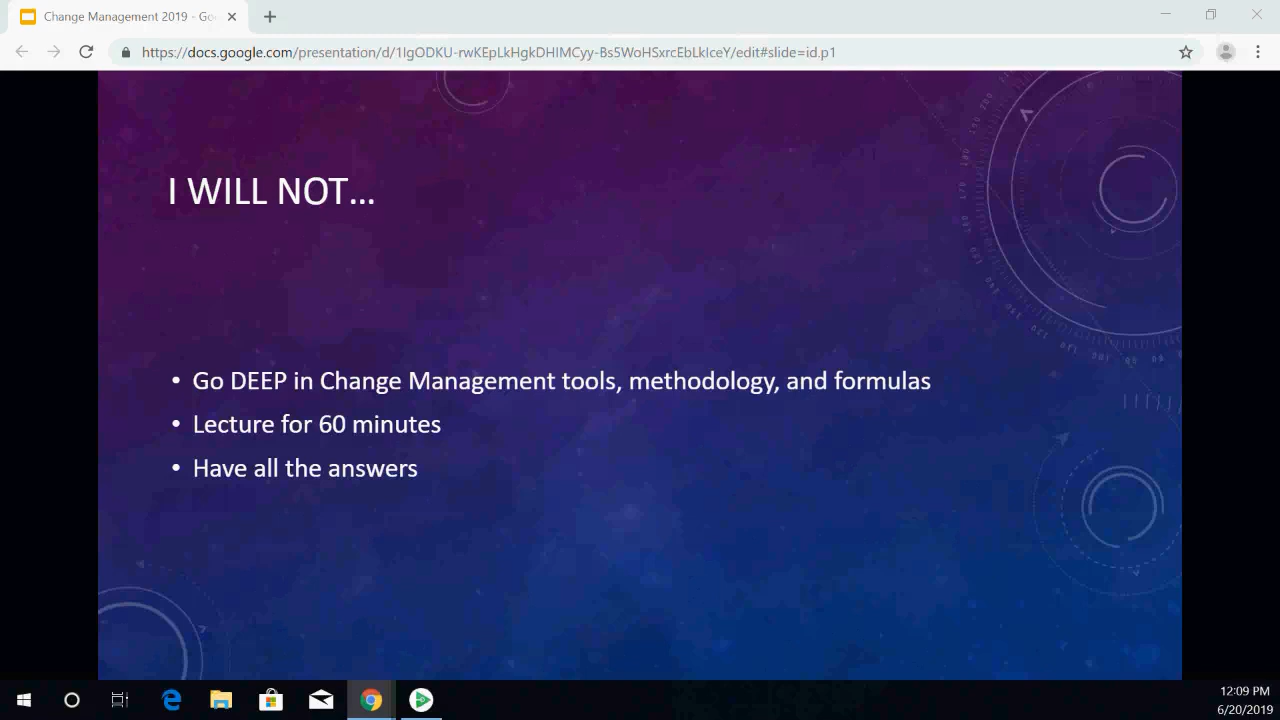 Change Management 2019 - Go
https://docs.google.com/presentation/d/1IgODKU-rwKEpLkHgkDHIMCyy-Bs5WoHSxrcEbLkIceY/edit#slide=id.p1
I WILL NOT...
• Go DEEP in Change Management tools, methodology, and formulas
• Lecture for 60 minutes
• Have all the answers
12:09 PM
6/20/2019